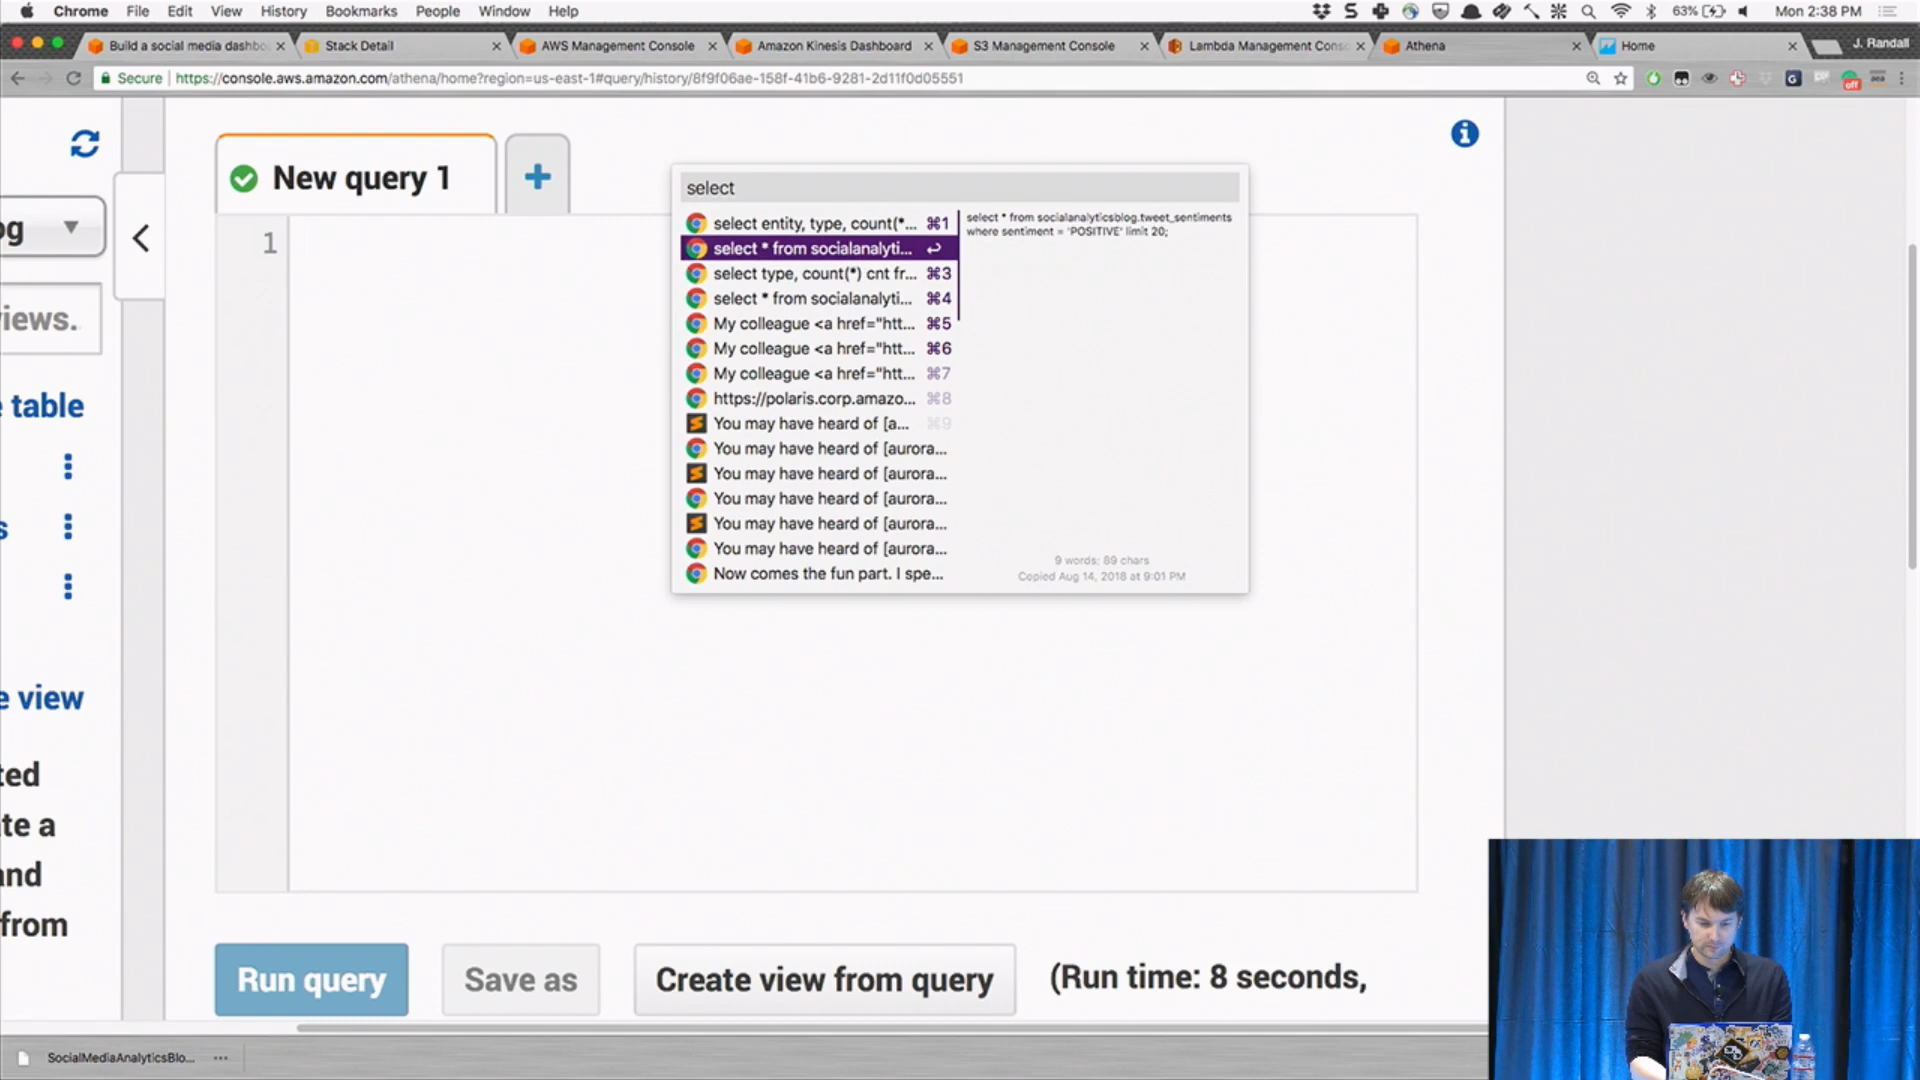 Chrome File Edit View History Bookmarks People Window Help 63% Mon 2:38 PM
Build a social media dashbo Stack Detail AWS Management Console Amazon Kinesis Dashboard S3 Management Console Lambda Management Cons Athena Home J. Randall
Secure https://console.aws.amazon.com/athena/home?region=us-east-1#query/history/8f9f06ae-158f-41b6-9281-2d11f0d05551
off
New query 1 +
og
1
iews.
e table
s
e view
ted
te a
and
from
select
select entity, type, count(*... ⌘1
select * from socialanalyti...
select type, count(*) cnt fr... ⌘3
select * from socialanalyti... ⌘4
My colleague <a href="htt... ⌘5
My colleague <a href="htt... ⌘6
My colleague <a href="htt... ⌘7
https://polaris.corp.amazo... ⌘8
You may have heard of [a... ⌘9
You may have heard of [aurora...
You may have heard of [aurora...
You may have heard of [aurora...
You may have heard of [aurora...
You may have heard of [aurora...
Now comes the fun part. I spe...
select * from socialanalyticsblog.tweet_sentiments
where sentiment = 'POSITIVE' limit 20;
9 words; 89 chars
Copied Aug 14, 2018 at 9:01 PM
Run query Save as Create view from query (Run time: 8 seconds,
SocialMediaAnalyticsBlo...